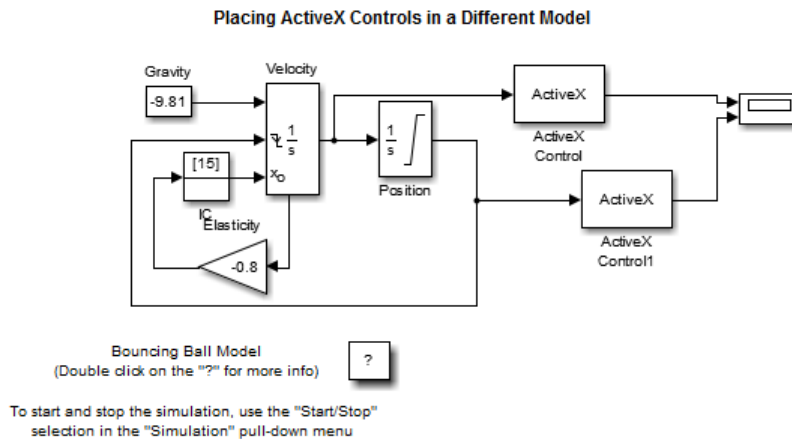 Placing ActiveX Controls in a Different Model
Velocity
Gravity
-9.81
ActiveX
ActiveX
Control
1
s
1
s
[15]
xo
Position
IC
Elasticity
-0.8
ActiveX
ActiveX
Control1
Bouncing Ball Model
(Double click on the "?" for more info)
?
To start and stop the simulation, use the "Start/Stop"
selection in the "Simulation" pull-down menu